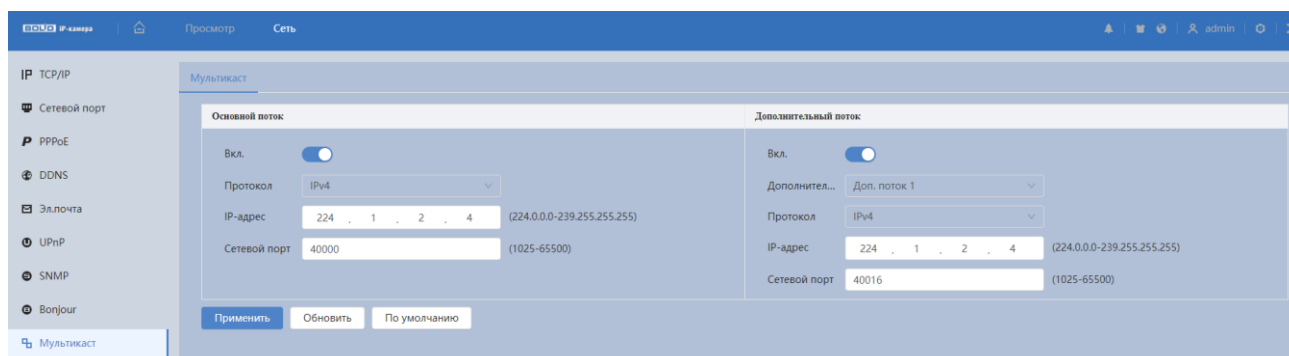 BOLID IP-камера Просмотр Сеть admin
IP TCP/IP
Сетевой порт
P PPPoE
DDNS
Эл.почта
UPnP
SNMP
Bonjour
Мультикаст
Мультикаст
Основной поток
Вкл.
Протокол IPv4
IP-адрес 224 . 1 . 2 . 4 (224.0.0.0-239.255.255.255)
Сетевой порт 40000 (1025-65500)
Дополнительный поток
Вкл.
Дополнител... Доп. поток 1
Протокол IPv4
IP-адрес 224 . 1 . 2 . 4 (224.0.0.0-239.255.255.255)
Сетевой порт 40016 (1025-65500)
Применить Обновить По умолчанию